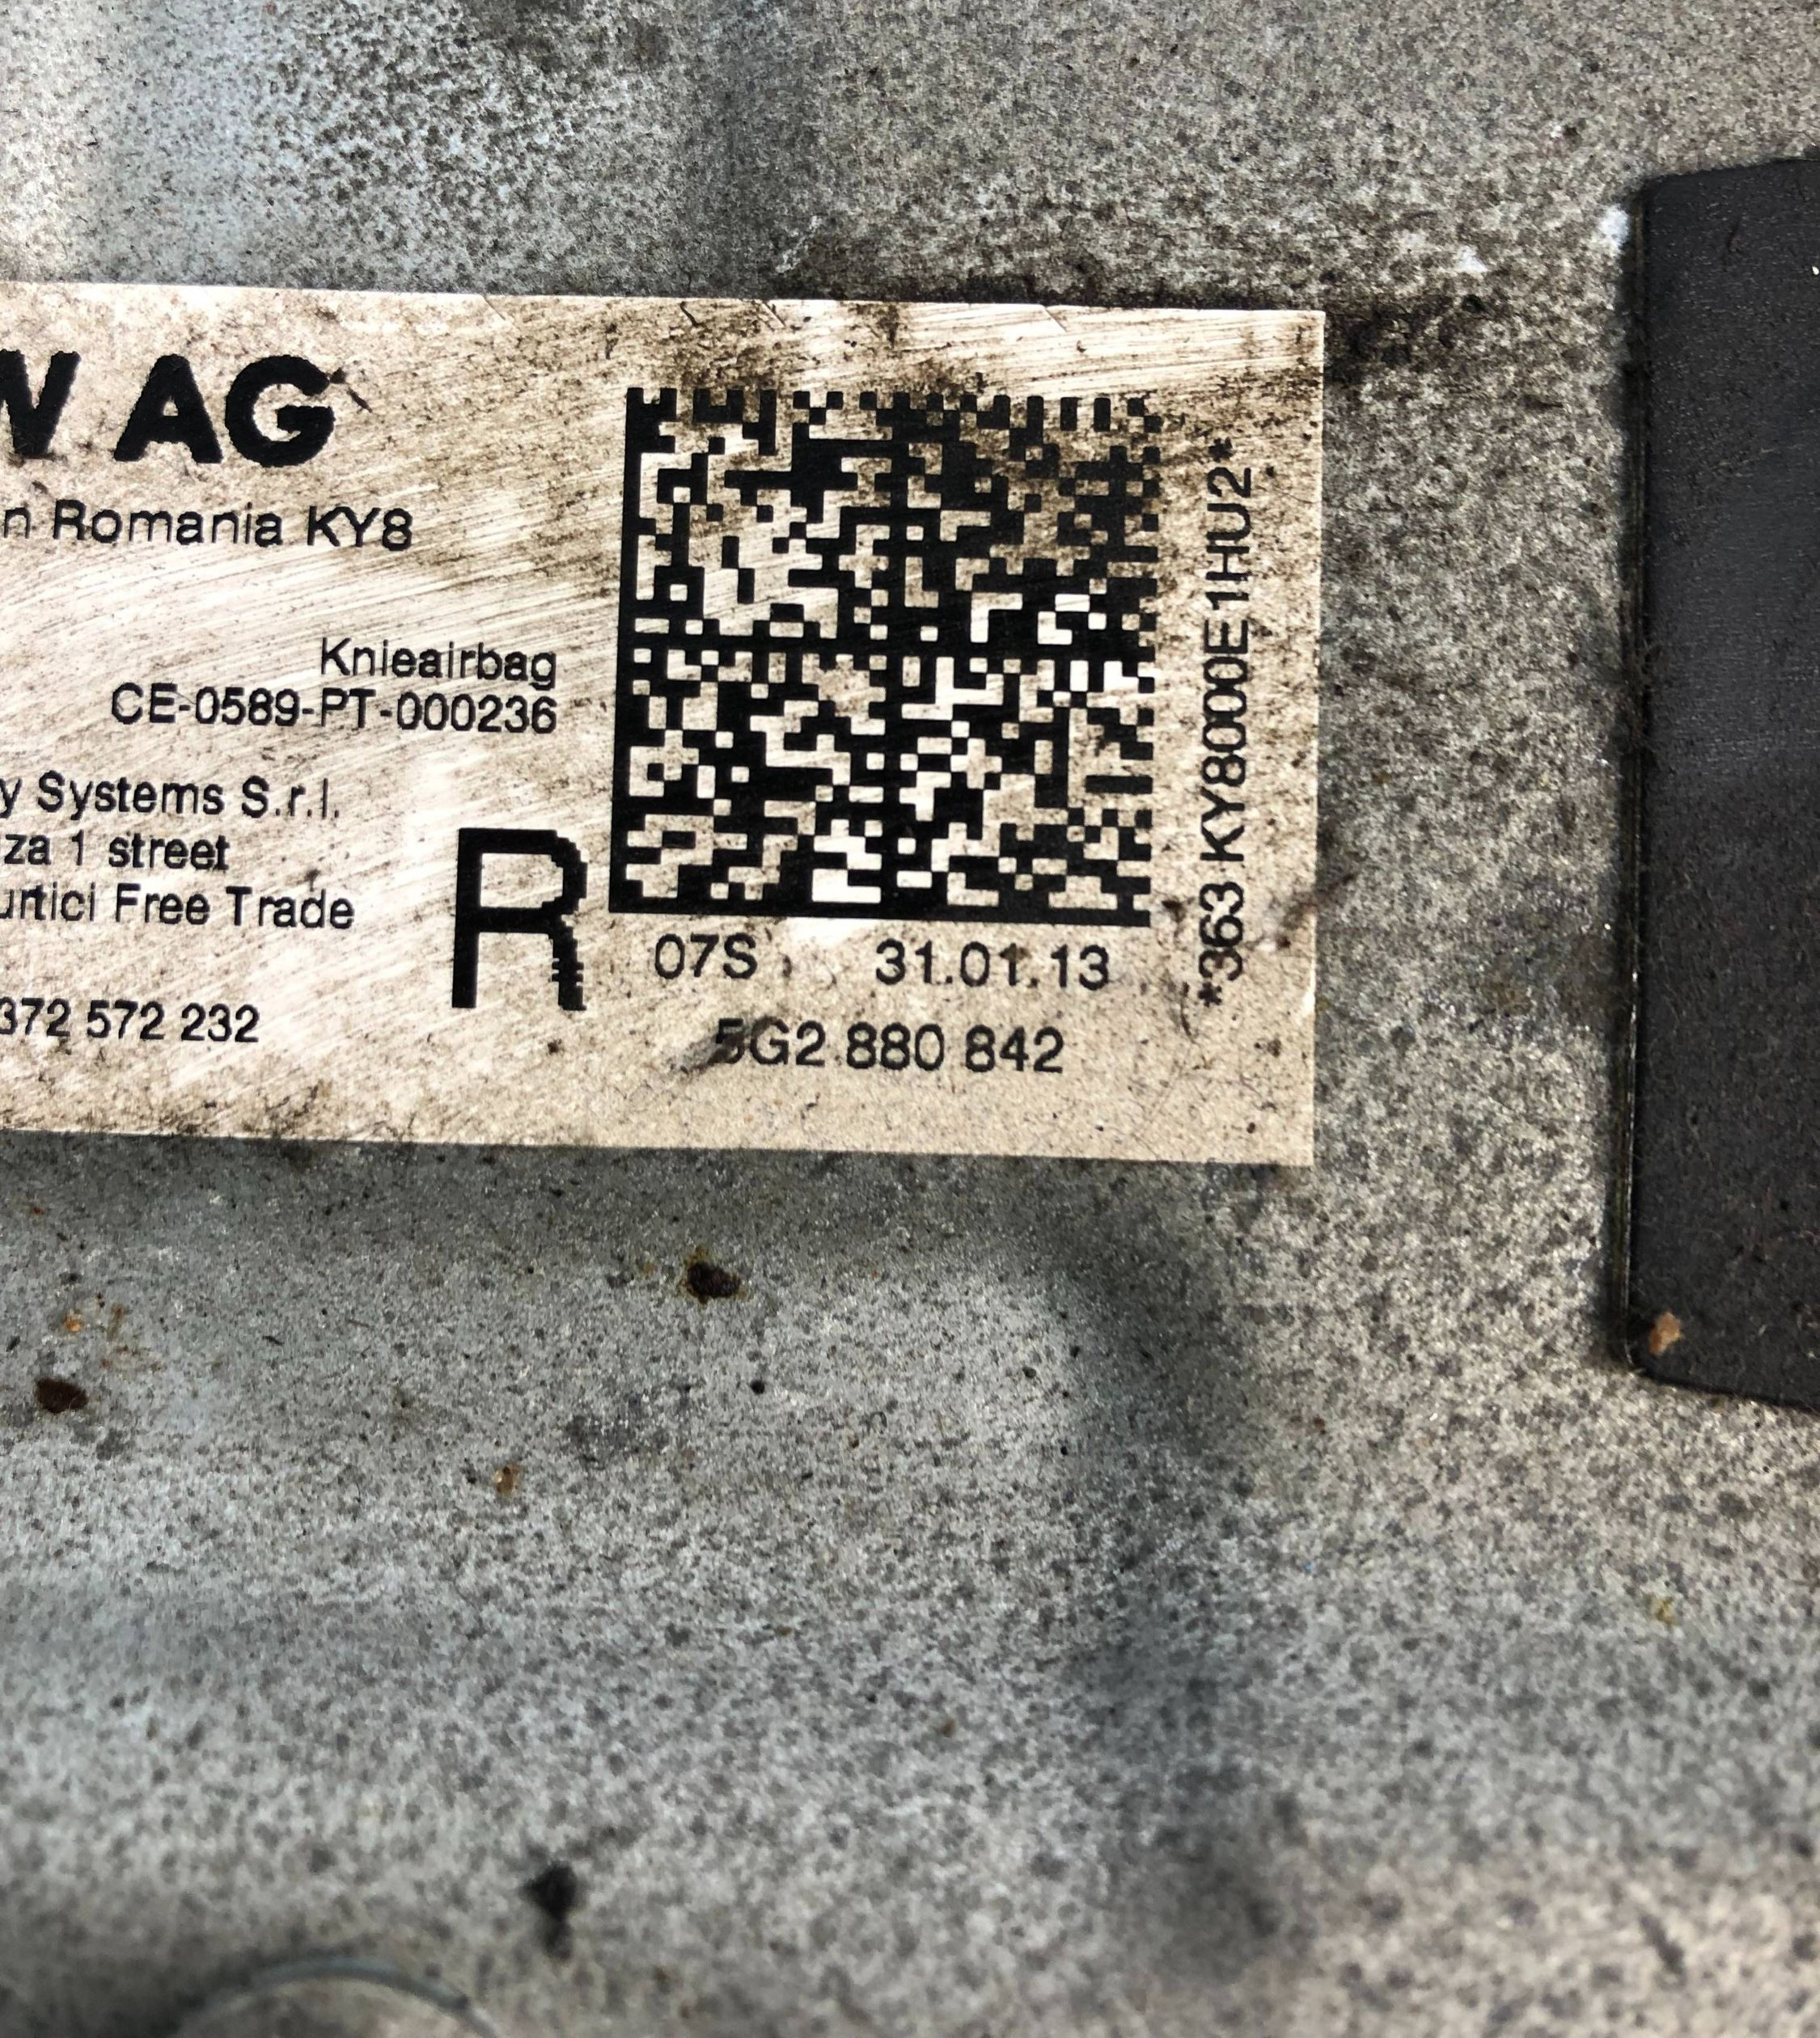 W AG
n Romania KY8
Knieairbag
CE-0589-PT-000236
y Systems S.r.l.
za 1 street
urtici Free Trade
372 572 232
R
07S 31.01.13
5G2 880 842
*363 KY8000E1HU2*